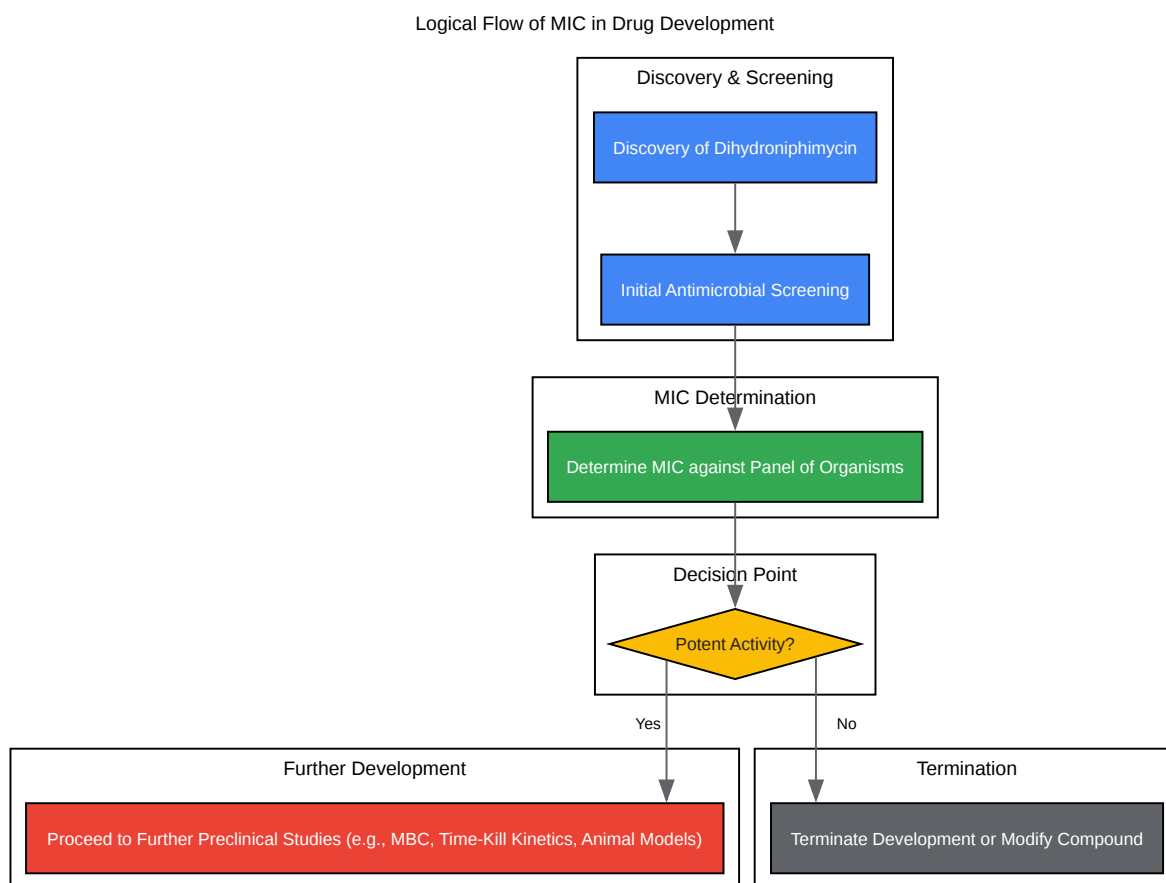 Logical Flow of MIC in Drug Development
Discovery & Screening
Discovery of Dihydroniphimycin
Initial Antimicrobial Screening
MIC Determination
Determine MIC against Panel of Organisms
Decision Point
Potent Activity?
Yes
No
Further Development
Termination
Proceed to Further Preclinical Studies (e.g., MBC, Time-Kill Kinetics, Animal Models)
Terminate Development or Modify Compound